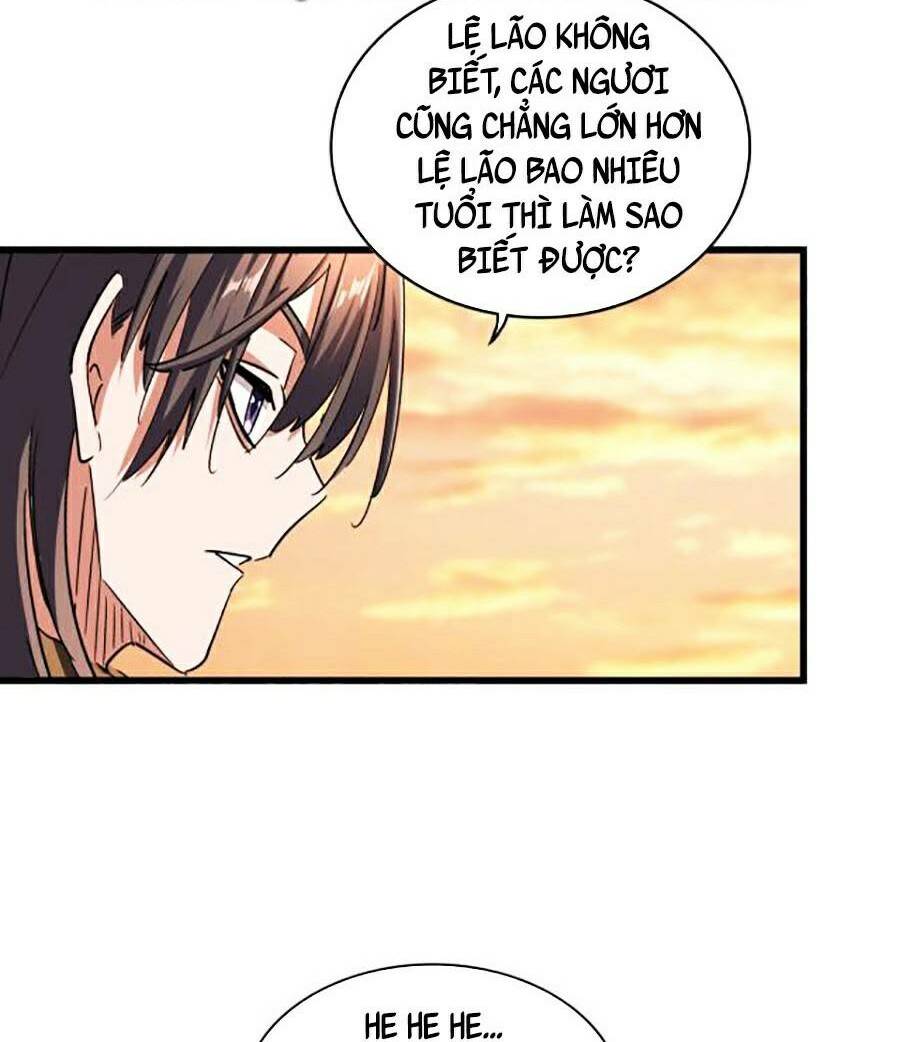 LỆ LÃO KHÔNG
BIẾT, CÁC NGƯƠI
CŨNG CHẲNG LỚN HƠN
LỆ LÃO BAO NHIÊU
TUỔI THÌ LÀM SAO
BIẾT ĐƯỢC?
HE HE HE...